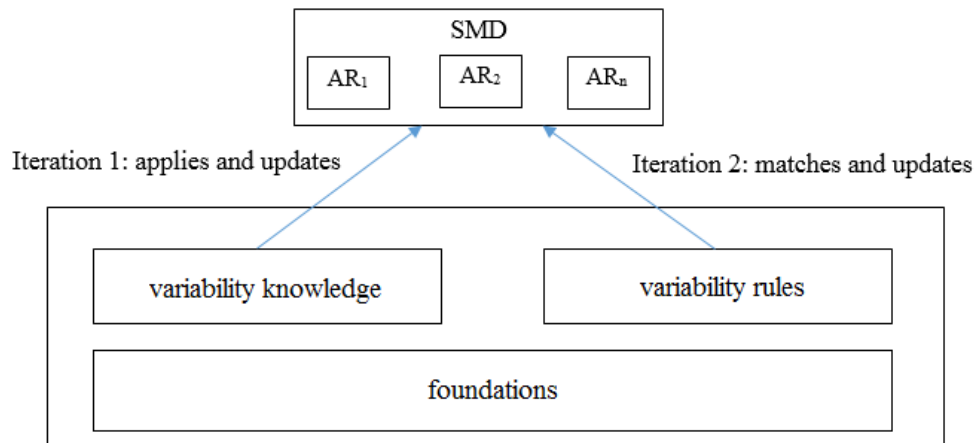 SMD
AR₁ AR₂ ARₙ
Iteration 1: applies and updates
Iteration 2: matches and updates
variability knowledge
variability rules
foundations